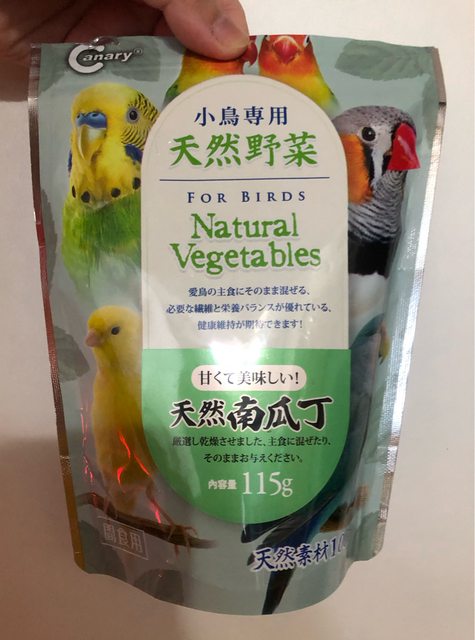 Canary®
小鳥専用
天然野菜
FOR BIRDS
Natural
Vegetables
愛鳥の主食にそのまま混ぜる、
必要な繊維と栄養バランスが優れている、
健康維持が期待できます!
甘くて美味しい!
天然南瓜丁
厳選し乾燥させました、主食に混ぜたり、
そのままお与えください。
内容量 115g
間食用
天然素材